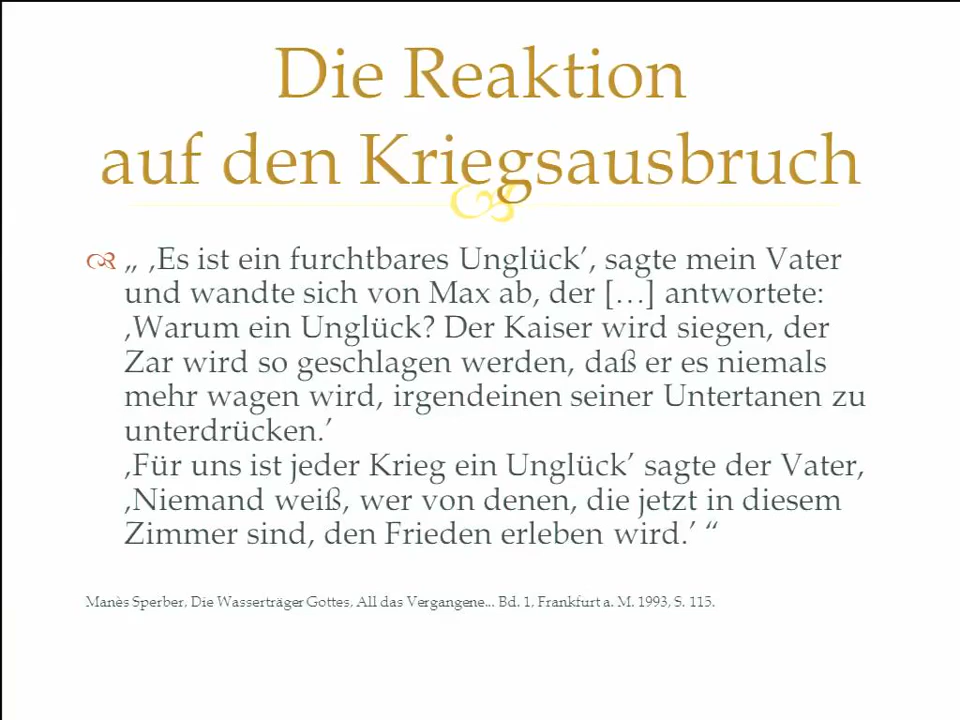 Die Reaktion
auf den Kriegsausbruch
„ ‚Es ist ein furchtbares Unglück’, sagte mein Vater
und wandte sich von Max ab, der […] antwortete:
‚Warum ein Unglück? Der Kaiser wird siegen, der
Zar wird so geschlagen werden, daß er es niemals
mehr wagen wird, irgendeinen seiner Untertanen zu
unterdrücken.’
‚Für uns ist jeder Krieg ein Unglück’ sagte der Vater,
‚Niemand weiß, wer von denen, die jetzt in diesem
Zimmer sind, den Frieden erleben wird.’ “
Manès Sperber, Die Wasserträger Gottes, All das Vergangene... Bd. 1, Frankfurt a. M. 1993, S. 115.